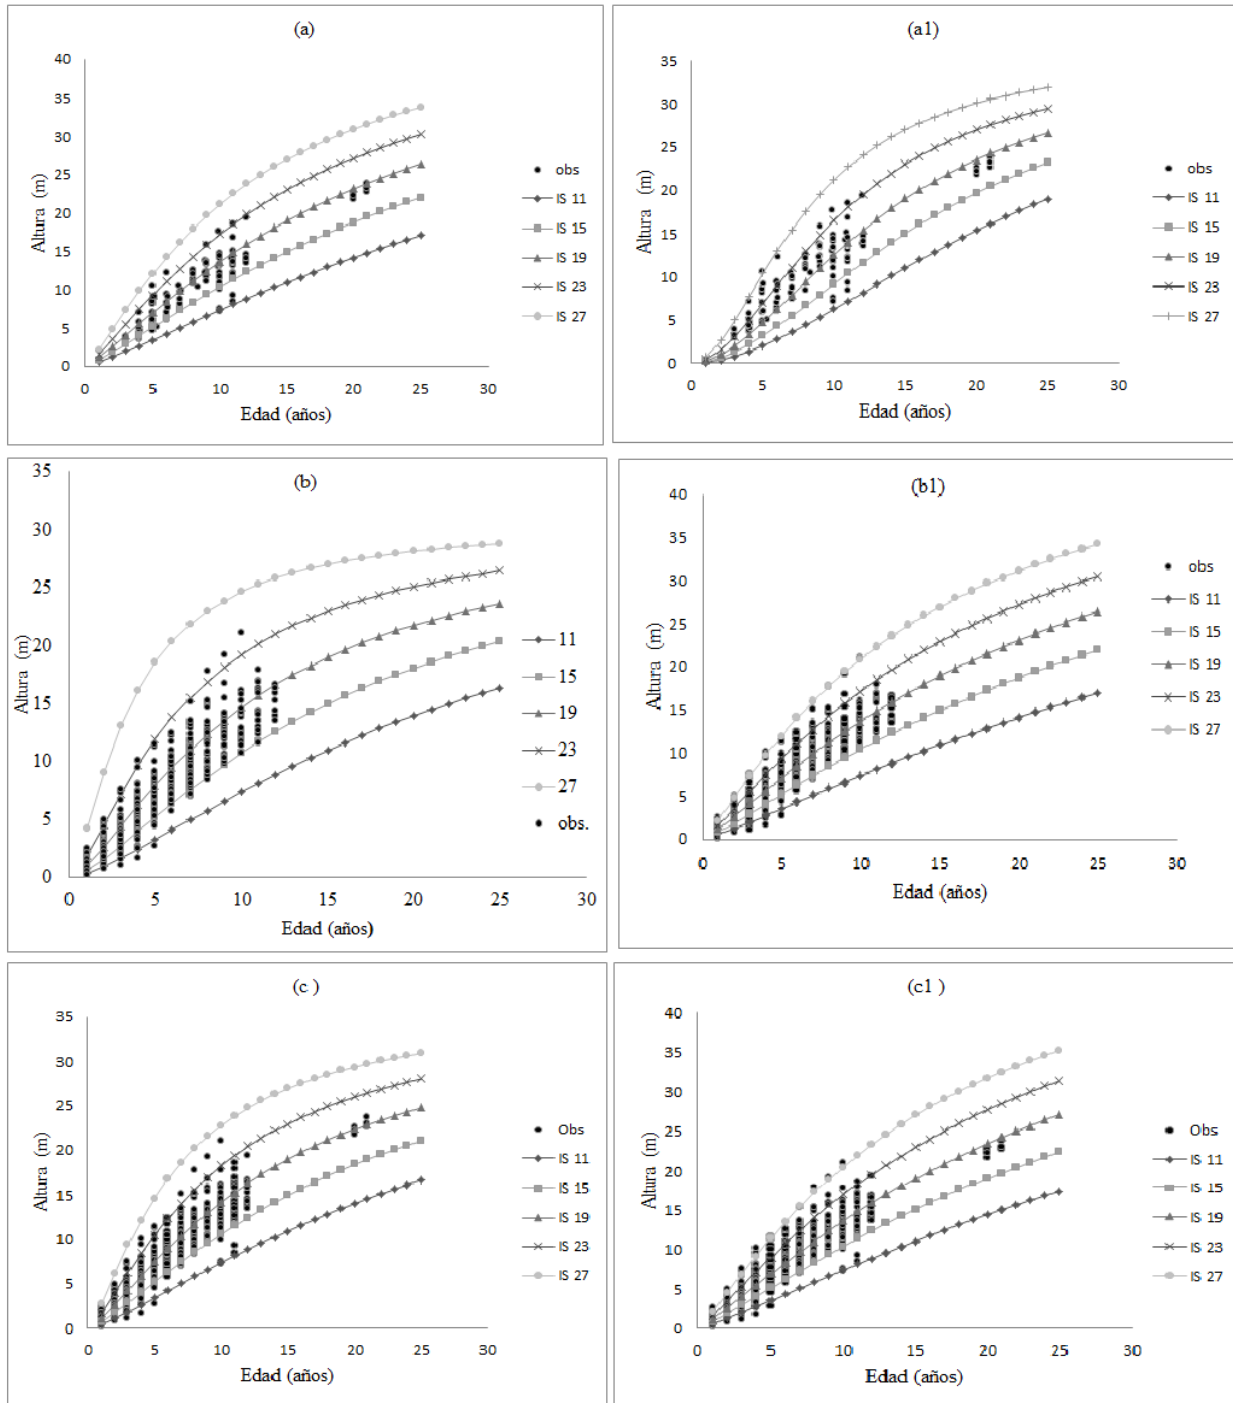 (a)
40
35
30
25
20
15
10
5
0
Altura (m)
0 5 10 15 20 25 30
Edad (años)
obs
IS 11
IS 15
IS 19
IS 23
IS 27
(a1)
35
30
25
20
15
10
5
0
Altura (m)
0 5 10 15 20 25 30
Edad (años)
obs
IS 11
IS 15
IS 19
IS 23
IS 27
(b)
35
30
25
20
15
10
5
0
Altura (m)
0 5 10 15 20 25 30
Edad (años)
11
15
19
23
27
obs.
(b1)
40
35
30
25
20
15
10
5
0
Altura (m)
0 5 10 15 20 25 30
Edad (años)
obs
IS 11
IS 15
IS 19
IS 23
IS 27
(c )
35
30
25
20
15
10
5
0
Altura (m)
0 5 10 15 20 25 30
Edad (años)
Obs
IS 11
IS 15
IS 19
IS 23
IS 27
(c1 )
40
35
30
25
20
15
10
5
0
Altura (m)
0 5 10 15 20 25 30
Edad (años)
Obs
IS 11
IS 15
IS 19
IS 23
IS 27